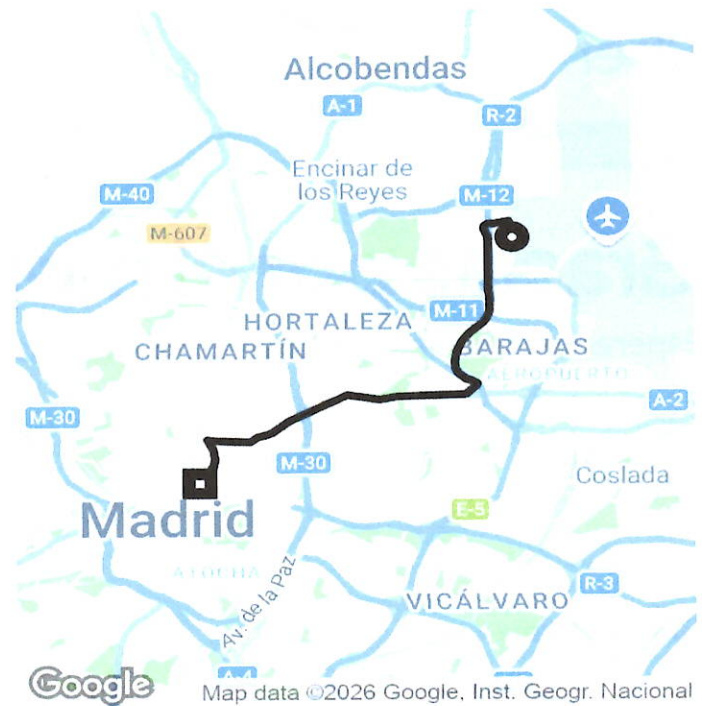 Alcobendas
A-1
R-2
Encinar de
los Reyes
M-40
M-12
M-607
M-11
HORTALEZA
CHAMARTÍN
BARAJAS
AEROPUERTO
A-2
M-30
M-30
Coslada
Madrid
E-5
ATOCHA
Av. de la Paz
R-3
VICÁLVARO
A-4
Google
Map data ©2026 Google, Inst. Geogr. Nacional